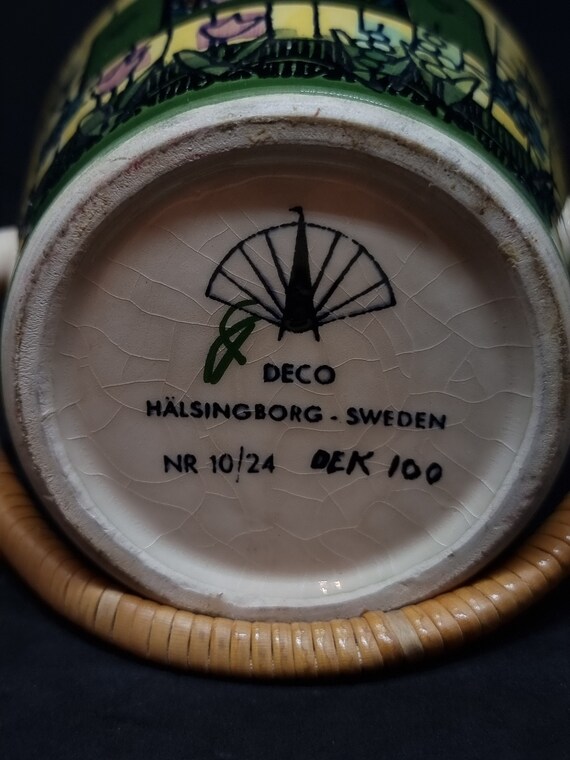 DECO
HÄLSINGBORG - SWEDEN
NR 10/24 DEK 100